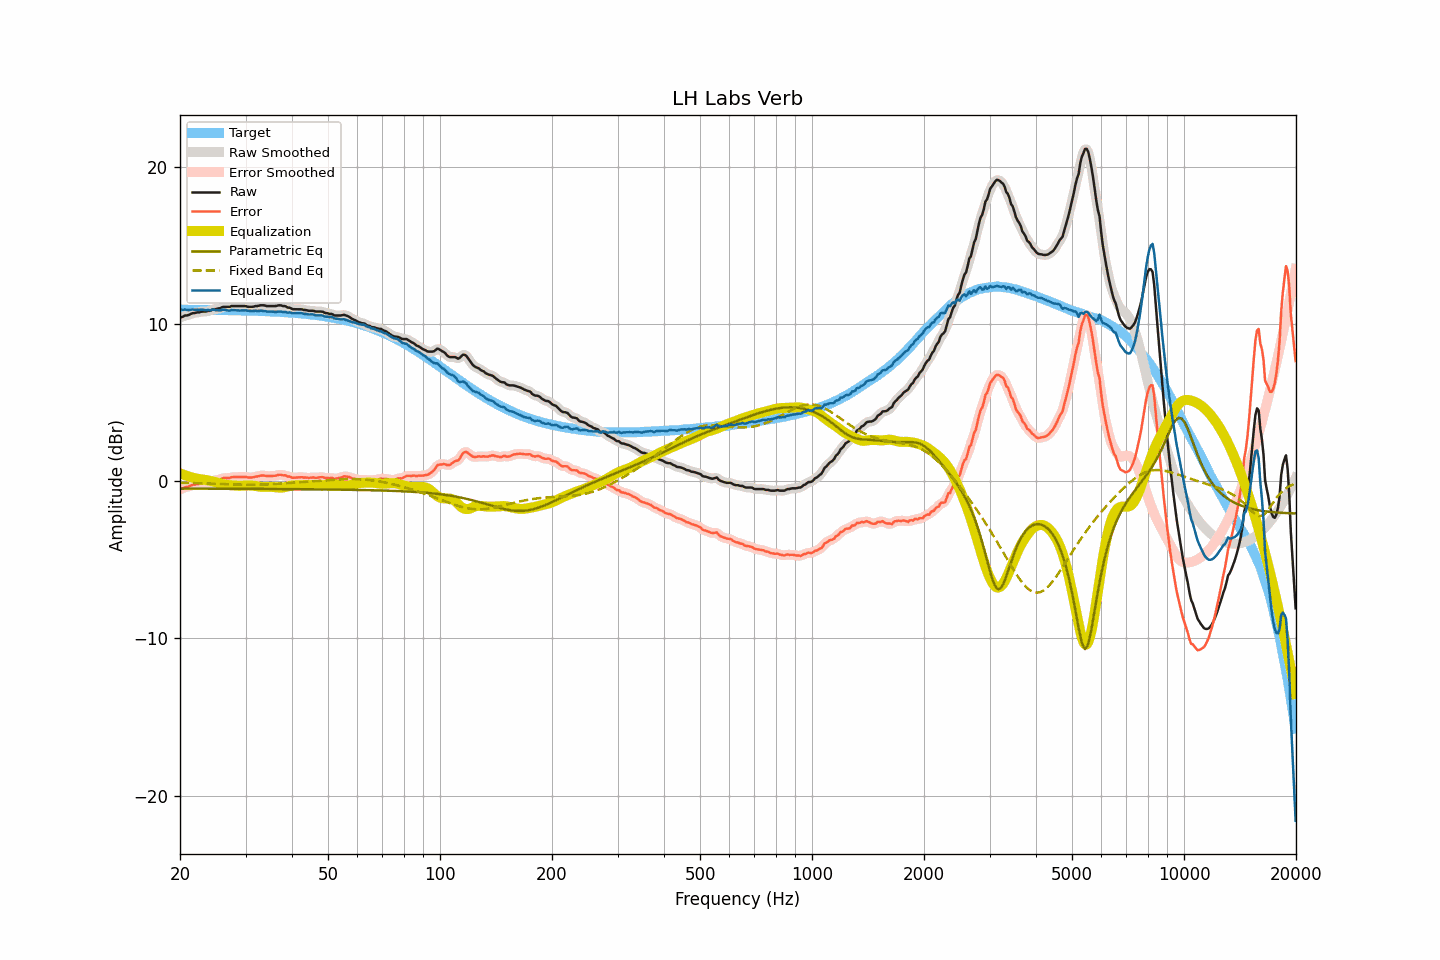 LH Labs Verb
Target
Raw Smoothed
Error Smoothed
Raw
Error
Equalization
Parametric Eq
Fixed Band Eq
Equalized
20
10
0
−10
−20
Amplitude (dBr)
20 50 100 200 500 1000 2000 5000 10000 20000
Frequency (Hz)